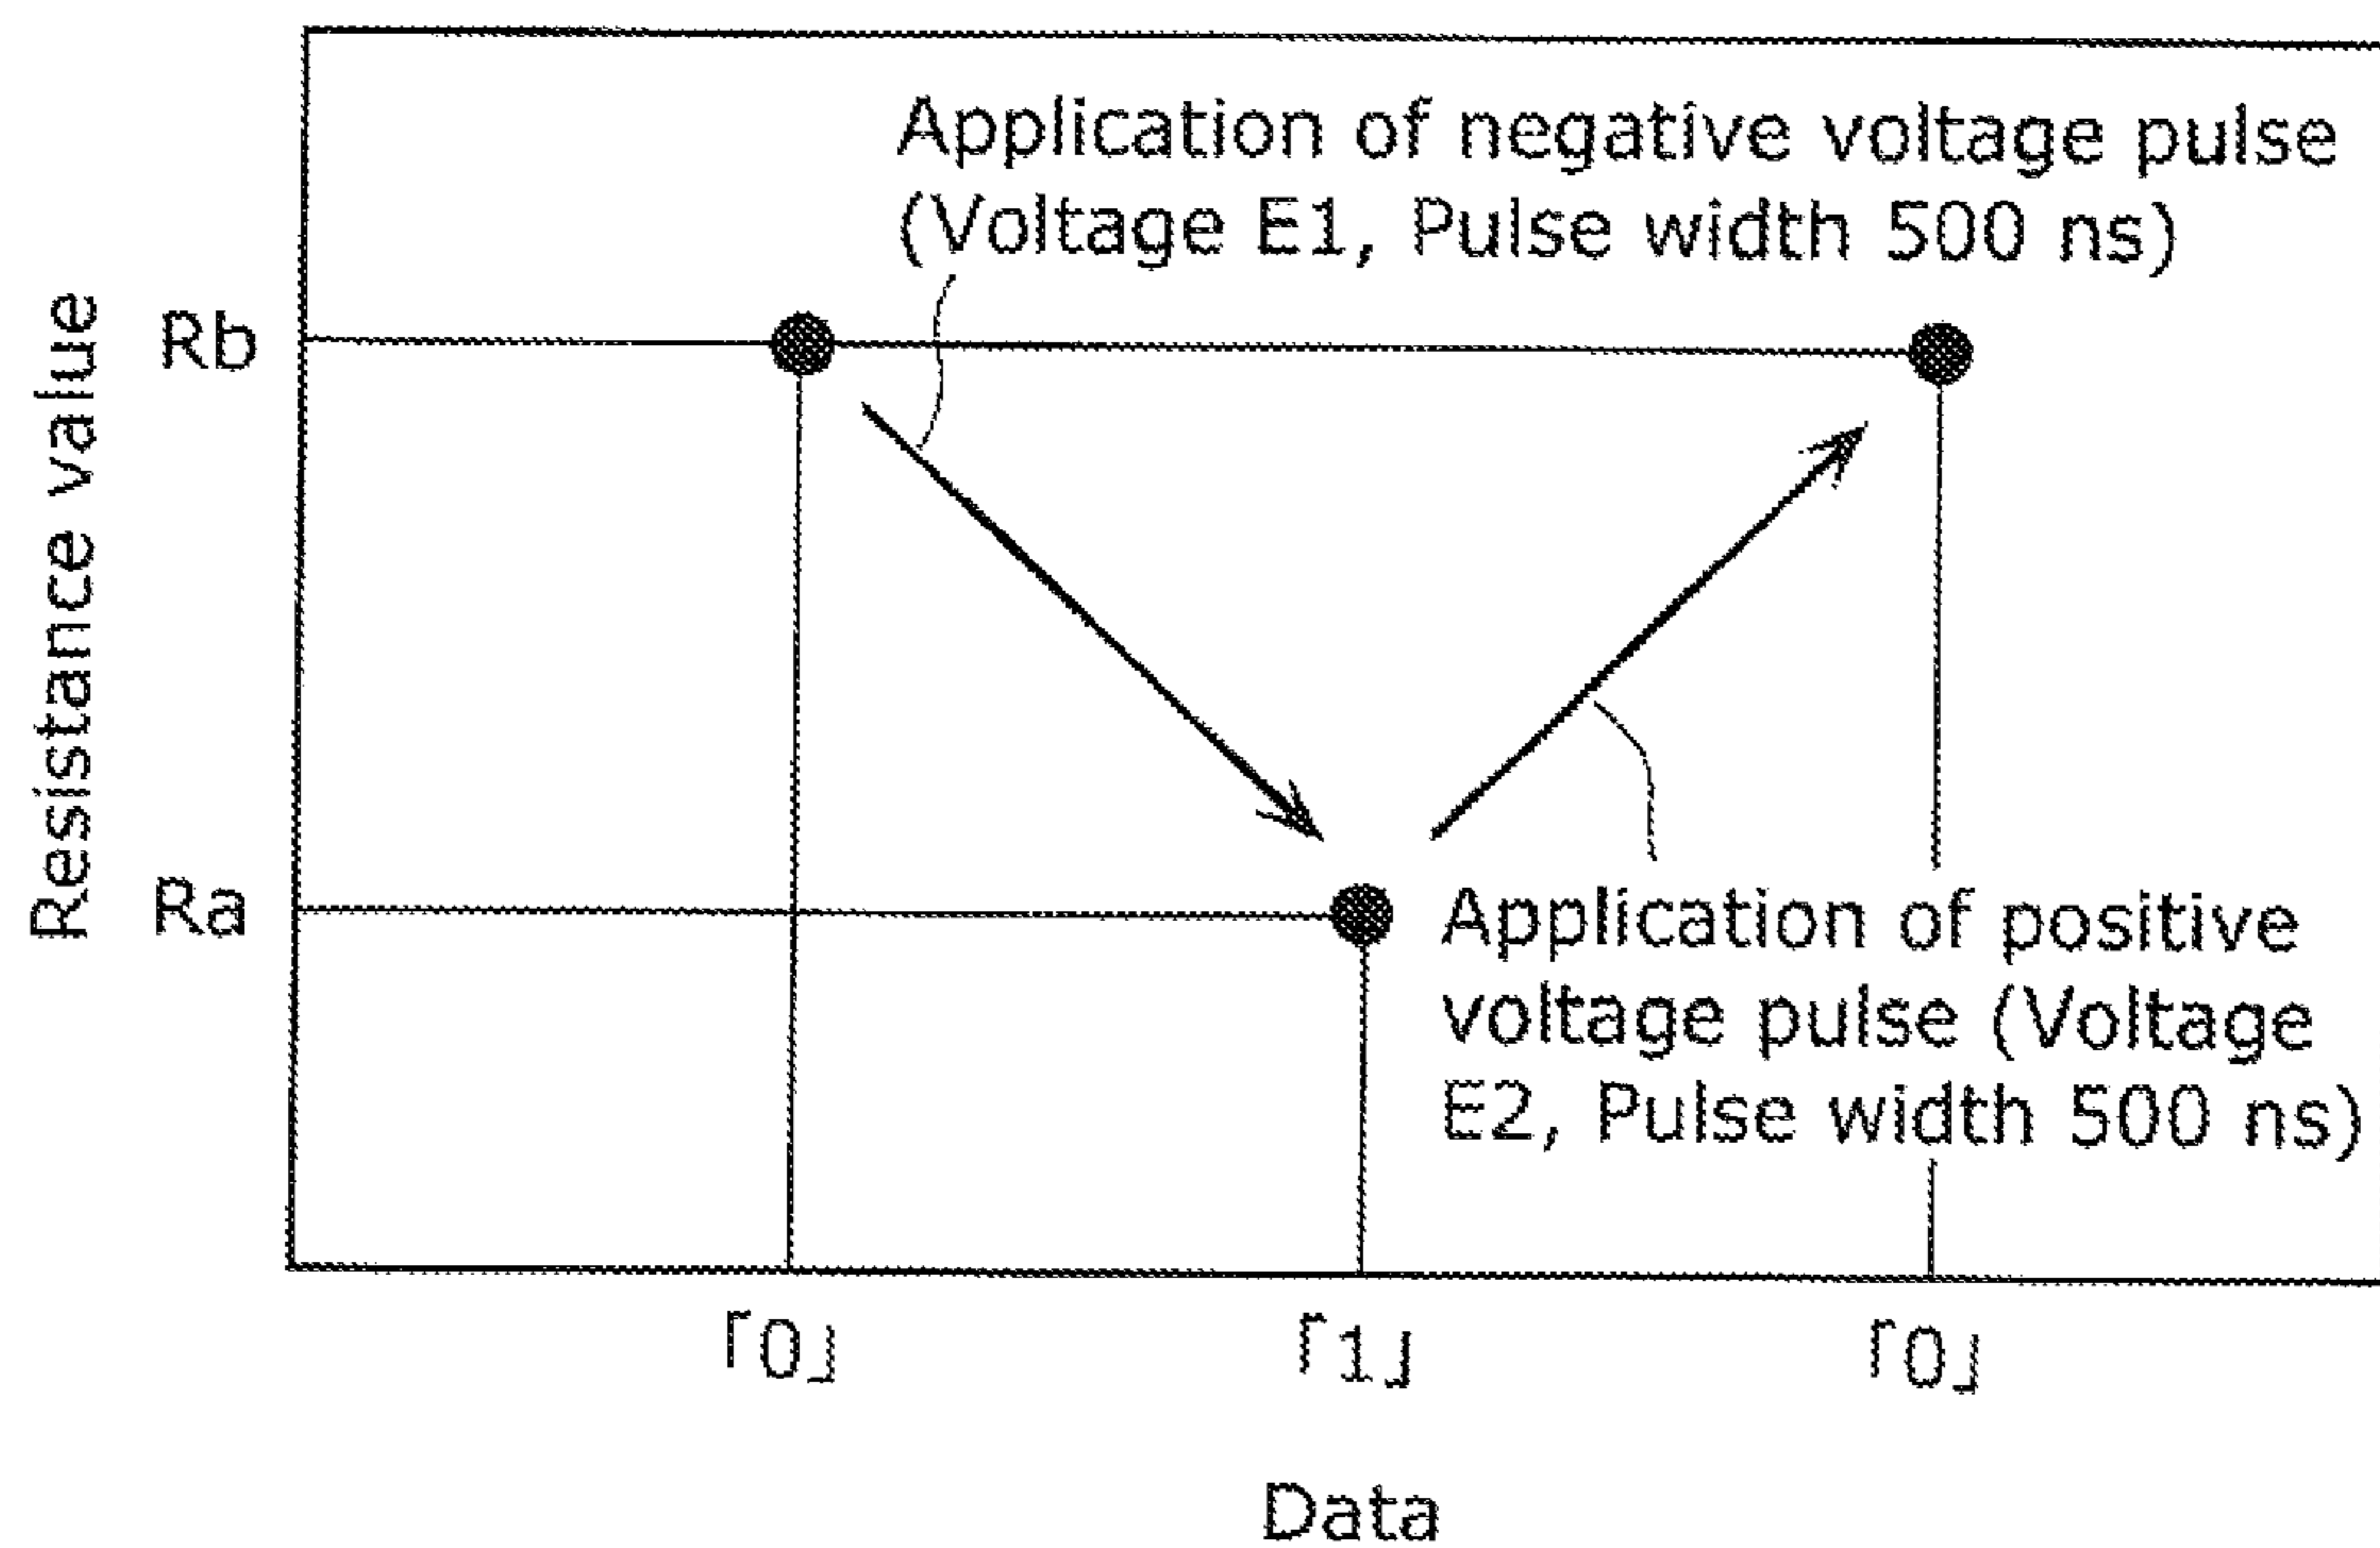 Application of negative voltage pulse
(Voltage E1, Pulse width 500 ns)
Resistance value
Rb
Ra
Application of positive
voltage pulse (Voltage
E2, Pulse width 500 ns)
「0」
「1」
「0」
Data